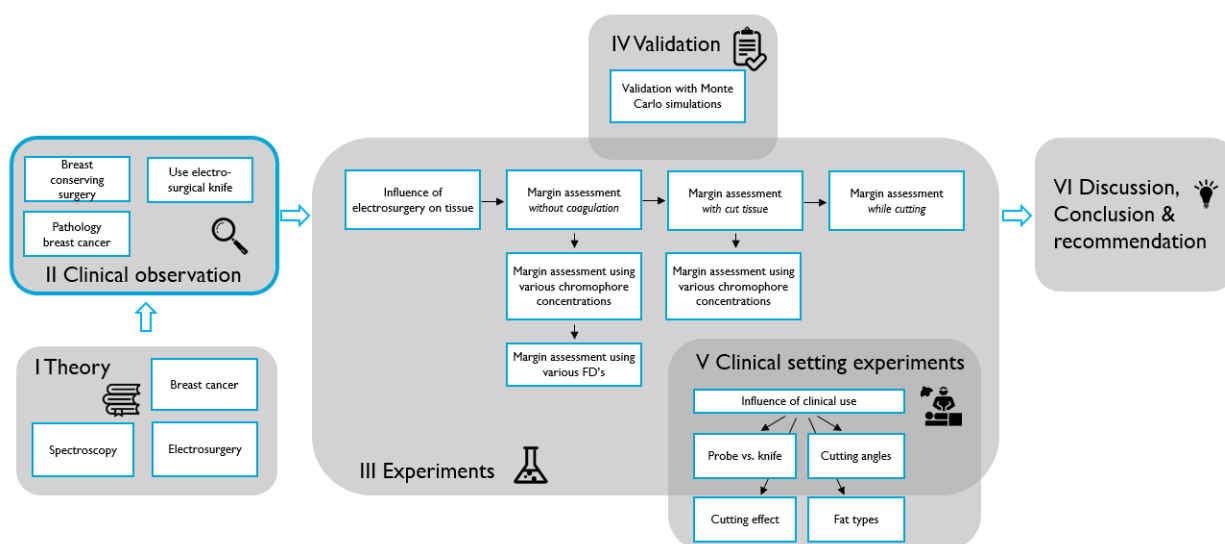 IV Validation
Validation with Monte
Carlo simulations
Breast
conserving
surgery
Use electro-
surgical knife
Pathology
breast cancer
II Clinical observation
I Theory
Breast cancer
Spectroscopy
Electrosurgery
Influence of
electrosurgery on tissue
Margin assessment
without coagulation
Margin assessment
with cut tissue
Margin assessment
while cutting
Margin assessment using
various chromophore
concentrations
Margin assessment using
various chromophore
concentrations
Margin assessment using
various FD's
III Experiments
V Clinical setting experiments
Influence of clinical use
Probe vs. knife
Cutting angles
Cutting effect
Fat types
VI Discussion,
Conclusion &
recommendation